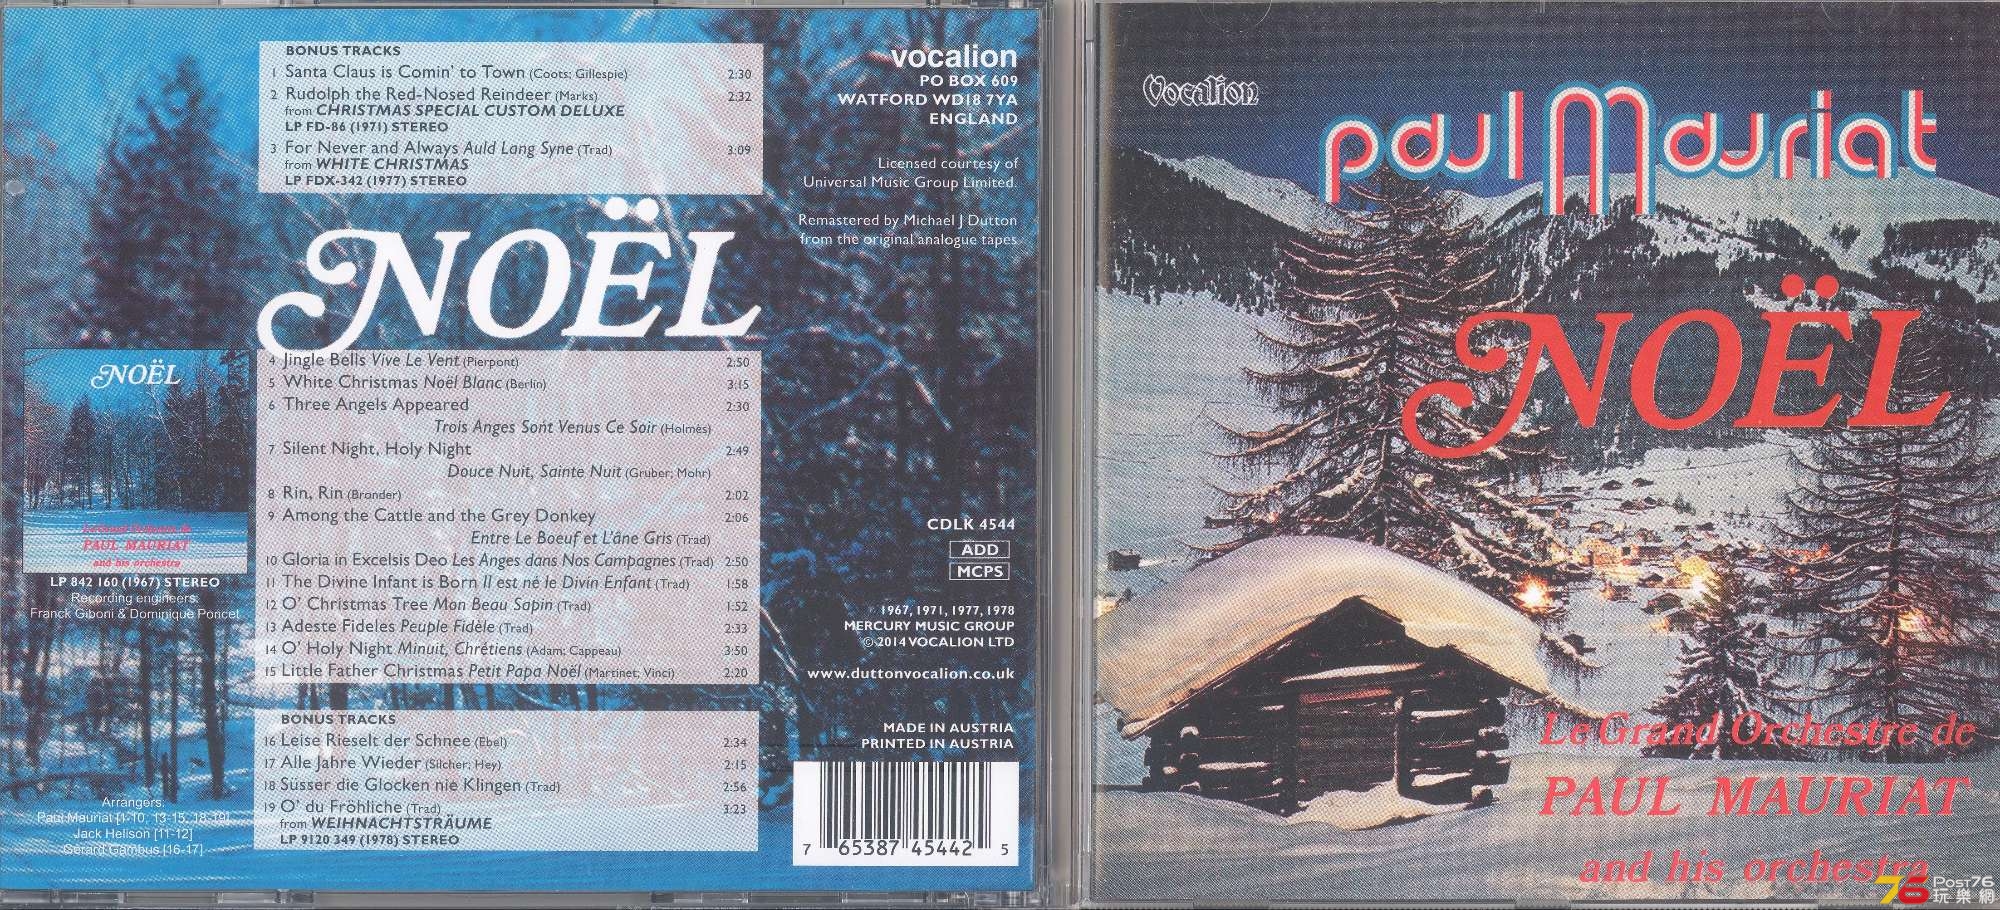 BONUS TRACKS
1 Santa Claus is Comin' to Town (Coots; Gillespie) 2:30
2 Rudolph the Red-Nosed Reindeer (Marks) 2:32
from CHRISTMAS SPECIAL CUSTOM DELUXE
LP FD-86 (1971) STEREO
3 For Never and Always Auld Lang Syne (Trad) 3:09
from WHITE CHRISTMAS
LP FDX-342 (1977) STEREO
NOËL
4 Jingle Bells Vive Le Vent (Pierpont) 2:50
5 White Christmas Noël Blanc (Berlin) 3:15
6 Three Angels Appeared 2:30
Trois Anges Sont Venus Ce Soir (Holmès)
7 Silent Night, Holy Night 2:49
Douce Nuit, Sainte Nuit (Gruber; Mohr)
8 Rin, Rin (Bronder) 2:02
9 Among the Cattle and the Grey Donkey 2:06
Entre Le Boeuf et L'âne Gris (Trad)
10 Gloria in Excelsis Deo Les Anges dans Nos Campagnes (Trad) 2:50
11 The Divine Infant is Born Il est né le Divin Enfant (Trad) 1:58
12 O' Christmas Tree Mon Beau Sapin (Trad) 1:52
13 Adeste Fideles Peuple Fidèle (Trad) 2:33
14 O' Holy Night Minuit, Chrétiens (Adam; Cappeau) 3:50
15 Little Father Christmas Petit Papa Noël (Martinet; Vinci) 2:20
BONUS TRACKS
16 Leise Rieselt der Schnee (Ebel) 2:34
17 Alle Jahre Wieder (Silcher; Hey) 2:15
18 Süsser die Glocken nie Klingen (Trad) 2:56
19 O' du Fröhliche (Trad) 3:23
from WEIHNACHTSTRÄUME
LP 9120 349 (1978) STEREO
NOËL
Le Grand Orchestre de
PAUL MAURIAT
and his orchestra
LP 842 160 (1967) STEREO
Recording engineers:
Franck Giboni & Dominique Poncet
Arrangers:
Paul Mauriat [1-10, 13-15, 18-19]
Jack Helison [11-12]
Gérard Gambus [16-17]
vocalion
PO BOX 609
WATFORD WD18 7YA
ENGLAND
Licensed courtesy of
Universal Music Group Limited.
Remastered by Michael J Dutton
from the original analogue tapes
CDLK 4544
ADD
MCPS
1967, 1971, 1977, 1978
MERCURY MUSIC GROUP
©2014 VOCALION LTD
www.duttonvocalion.co.uk
MADE IN AUSTRIA
PRINTED IN AUSTRIA
7 65387 45442 5
Vocalion
paul Mauriat
NOËL
Le Grand Orchestre de
PAUL MAURIAT
and his orchestra
76 POST76
玩樂網